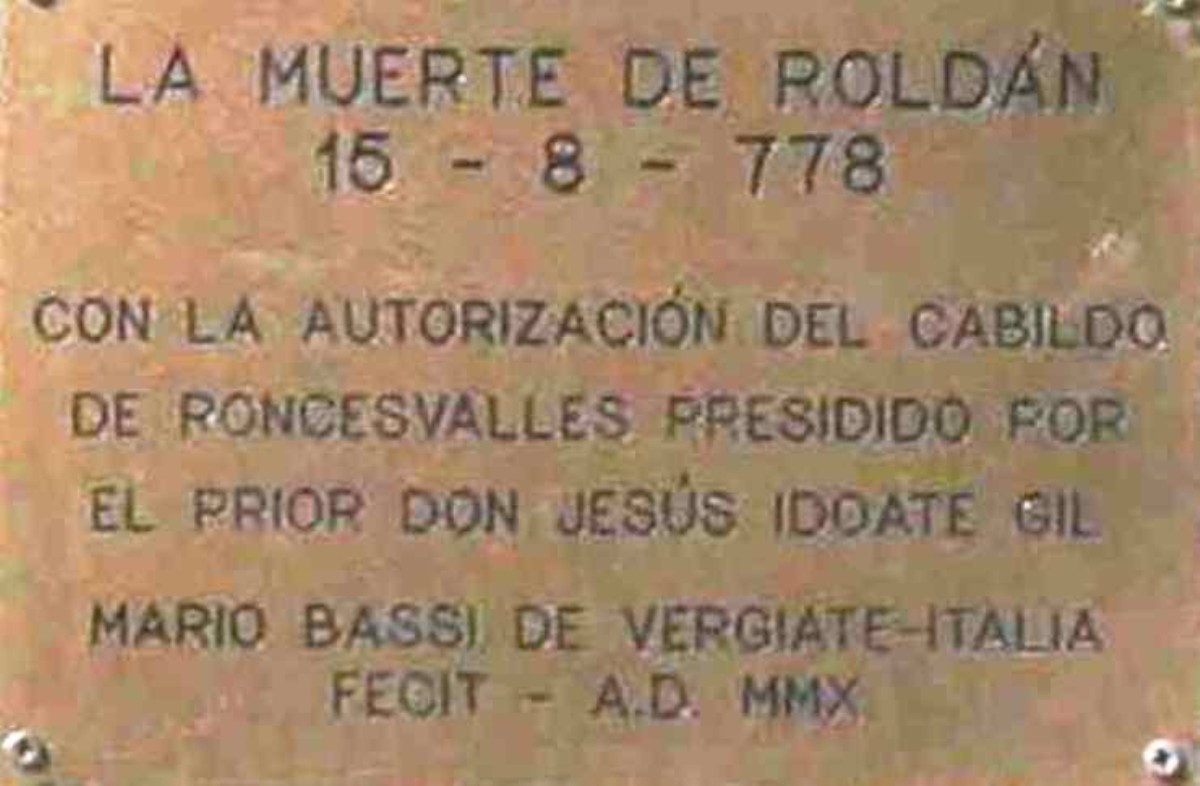 LA MUERTE DE ROLDÁN
15 - 8 - 778
CON LA AUTORIZACIÓN DEL CABILDO
DE RONCESVALLES PRESIDIDO POR
EL PRIOR DON JESÚS IDOATE GIL
MARIO BASSI DE VERGIATE-ITALIA
FECIT - A.D. MMX